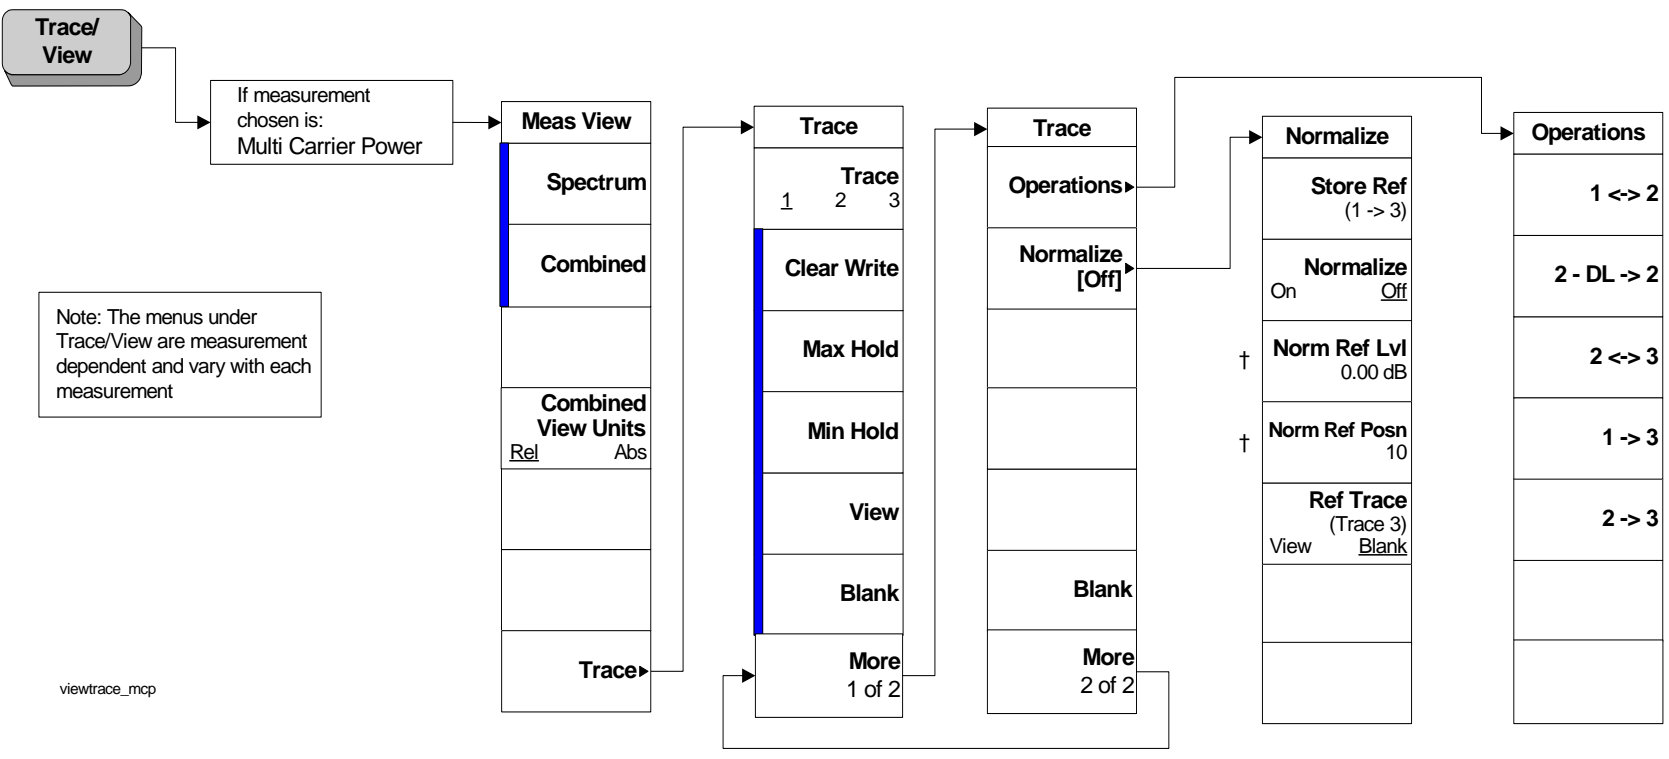 Trace/
View
If measurement
chosen is:
Multi Carrier Power
Note: The menus under
Trace/View are measurement
dependent and vary with each
measurement
viewtrace_mcp
Meas View
Spectrum
Combined
Combined
View Units
Rel Abs
Trace
Trace
Trace
1 2 3
Clear Write
Max Hold
Min Hold
View
Blank
More
1 of 2
Trace
Operations
Normalize
[Off]
Blank
More
2 of 2
Normalize
Store Ref
(1 -> 3)
Normalize
On Off
† Norm Ref Lvl
0.00 dB
† Norm Ref Posn
10
Ref Trace
(Trace 3)
View Blank
Operations
1 <-> 2
2 - DL -> 2
2 <-> 3
1 -> 3
2 -> 3